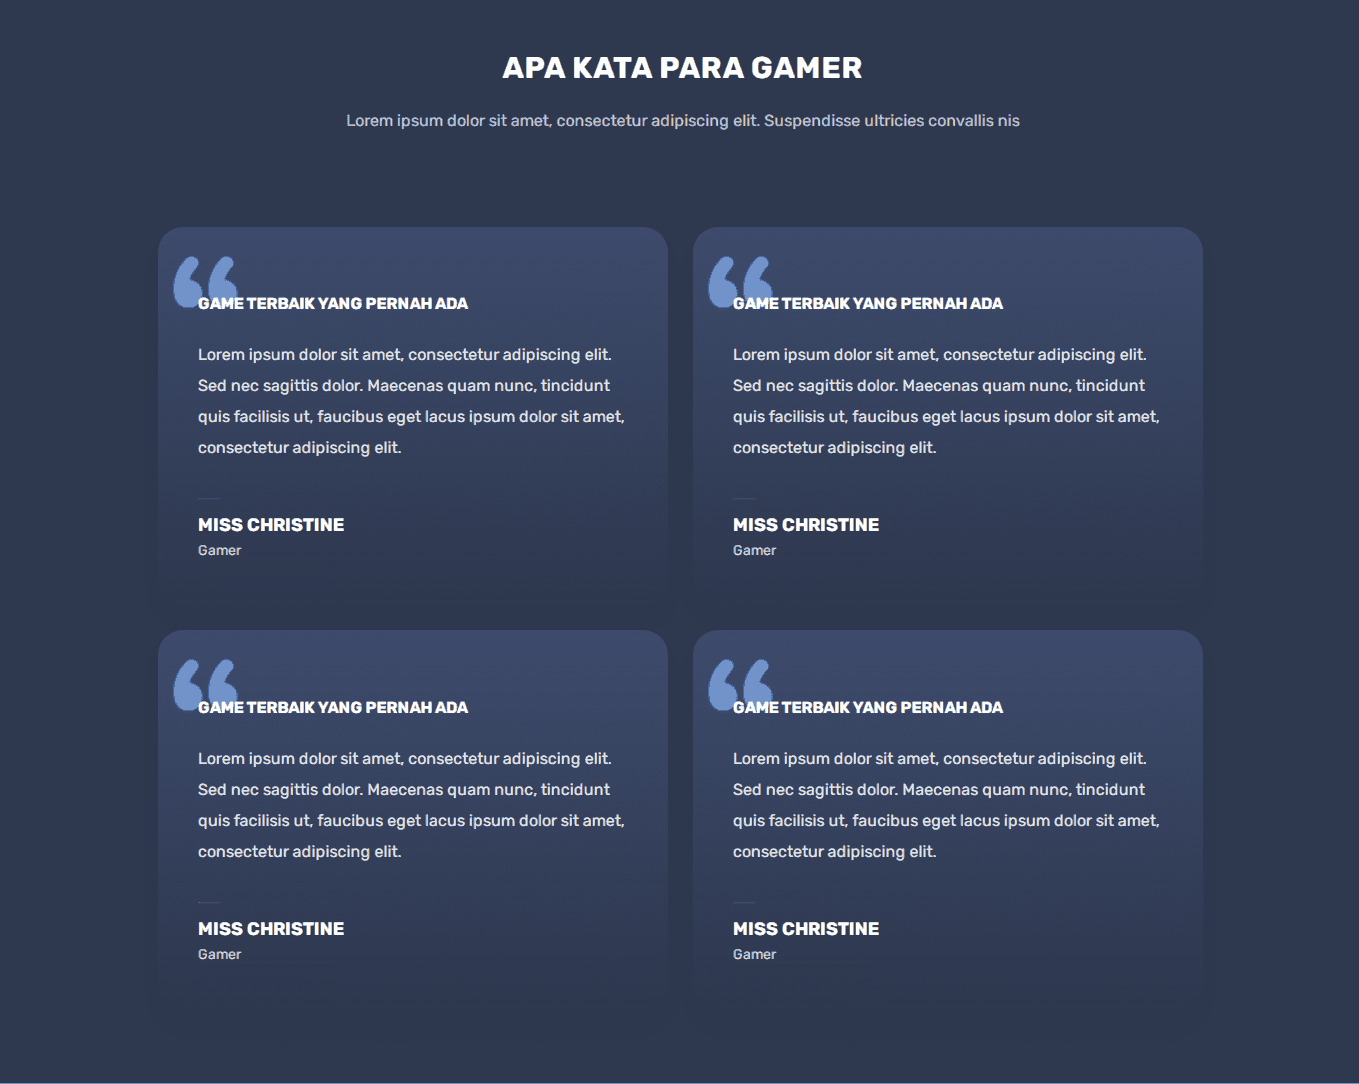 APA KATA PARA GAMER
Lorem ipsum dolor sit amet, consectetur adipiscing elit. Suspendisse ultricies convallis nis
GAME TERBAIK YANG PERNAH ADA
Lorem ipsum dolor sit amet, consectetur adipiscing elit.
Sed nec sagittis dolor. Maecenas quam nunc, tincidunt
quis facilisis ut, faucibus eget lacus ipsum dolor sit amet,
consectetur adipiscing elit.
MISS CHRISTINE
Gamer
GAME TERBAIK YANG PERNAH ADA
Lorem ipsum dolor sit amet, consectetur adipiscing elit.
Sed nec sagittis dolor. Maecenas quam nunc, tincidunt
quis facilisis ut, faucibus eget lacus ipsum dolor sit amet,
consectetur adipiscing elit.
MISS CHRISTINE
Gamer
GAME TERBAIK YANG PERNAH ADA
Lorem ipsum dolor sit amet, consectetur adipiscing elit.
Sed nec sagittis dolor. Maecenas quam nunc, tincidunt
quis facilisis ut, faucibus eget lacus ipsum dolor sit amet,
consectetur adipiscing elit.
MISS CHRISTINE
Gamer
GAME TERBAIK YANG PERNAH ADA
Lorem ipsum dolor sit amet, consectetur adipiscing elit.
Sed nec sagittis dolor. Maecenas quam nunc, tincidunt
quis facilisis ut, faucibus eget lacus ipsum dolor sit amet,
consectetur adipiscing elit.
MISS CHRISTINE
Gamer